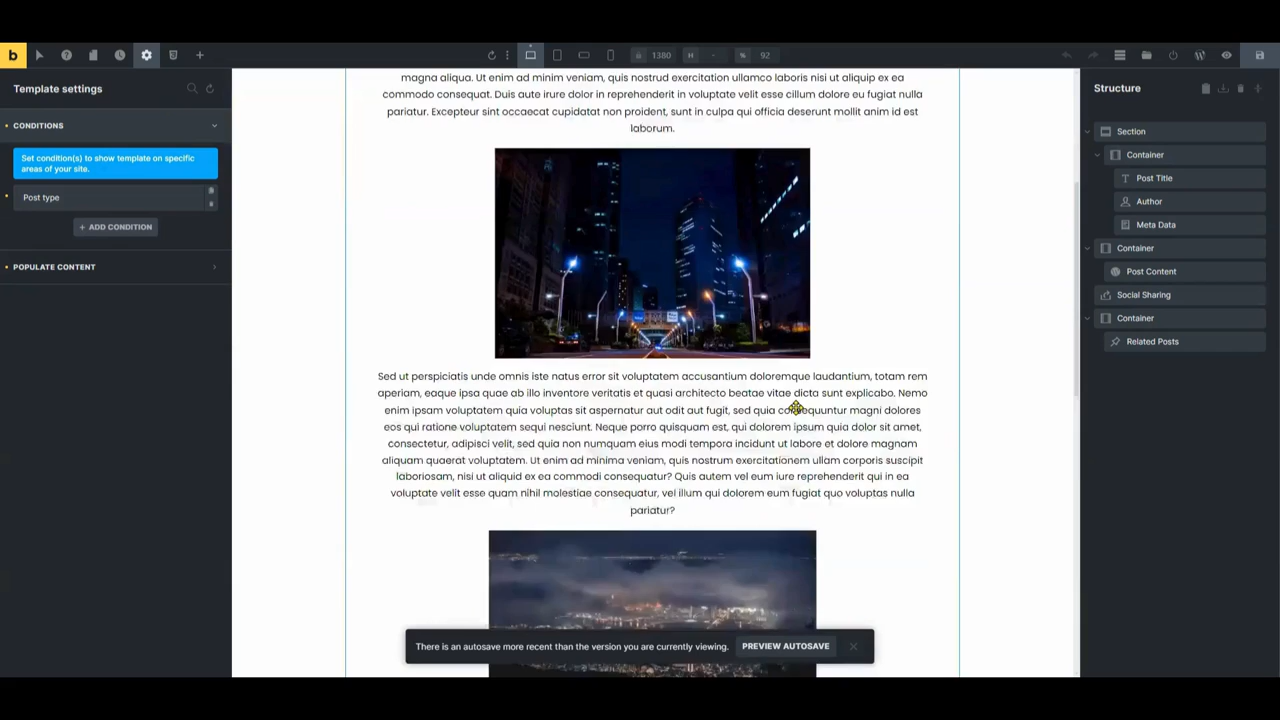 b
1380
H
-
%
92
Template settings
CONDITIONS
Set condition(s) to show template on specific
areas of your site.
Post type
+ ADD CONDITION
POPULATE CONTENT
magna aliqua. Ut enim ad minim veniam, quis nostrud exercitation ullamco laboris nisi ut aliquip ex ea
commodo consequat. Duis aute irure dolor in reprehenderit in voluptate velit esse cillum dolore eu fugiat nulla
pariatur. Excepteur sint occaecat cupidatat non proident, sunt in culpa qui officia deserunt mollit anim id est
laborum.
Sed ut perspiciatis unde omnis iste natus error sit voluptatem accusantium doloremque laudantium, totam rem
aperiam, eaque ipsa quae ab illo inventore veritatis et quasi architecto beatae vitae dicta sunt explicabo. Nemo
enim ipsam voluptatem quia voluptas sit aspernatur aut odit aut fugit, sed quia consequuntur magni dolores
eos qui ratione voluptatem sequi nesciunt. Neque porro quisquam est, qui dolorem ipsum quia dolor sit amet,
consectetur, adipisci velit, sed quia non numquam eius modi tempora incidunt ut labore et dolore magnam
aliquam quaerat voluptatem. Ut enim ad minima veniam, quis nostrum exercitationem ullam corporis suscipit
laboriosam, nisi ut aliquid ex ea commodi consequatur? Quis autem vel eum iure reprehenderit qui in ea
voluptate velit esse quam nihil molestiae consequatur, vel illum qui dolorem eum fugiat quo voluptas nulla
pariatur?
There is an autosave more recent than the version you are currently viewing.
PREVIEW AUTOSAVE
Structure
Section
Container
Post Title
Author
Meta Data
Container
Post Content
Social Sharing
Container
Related Posts